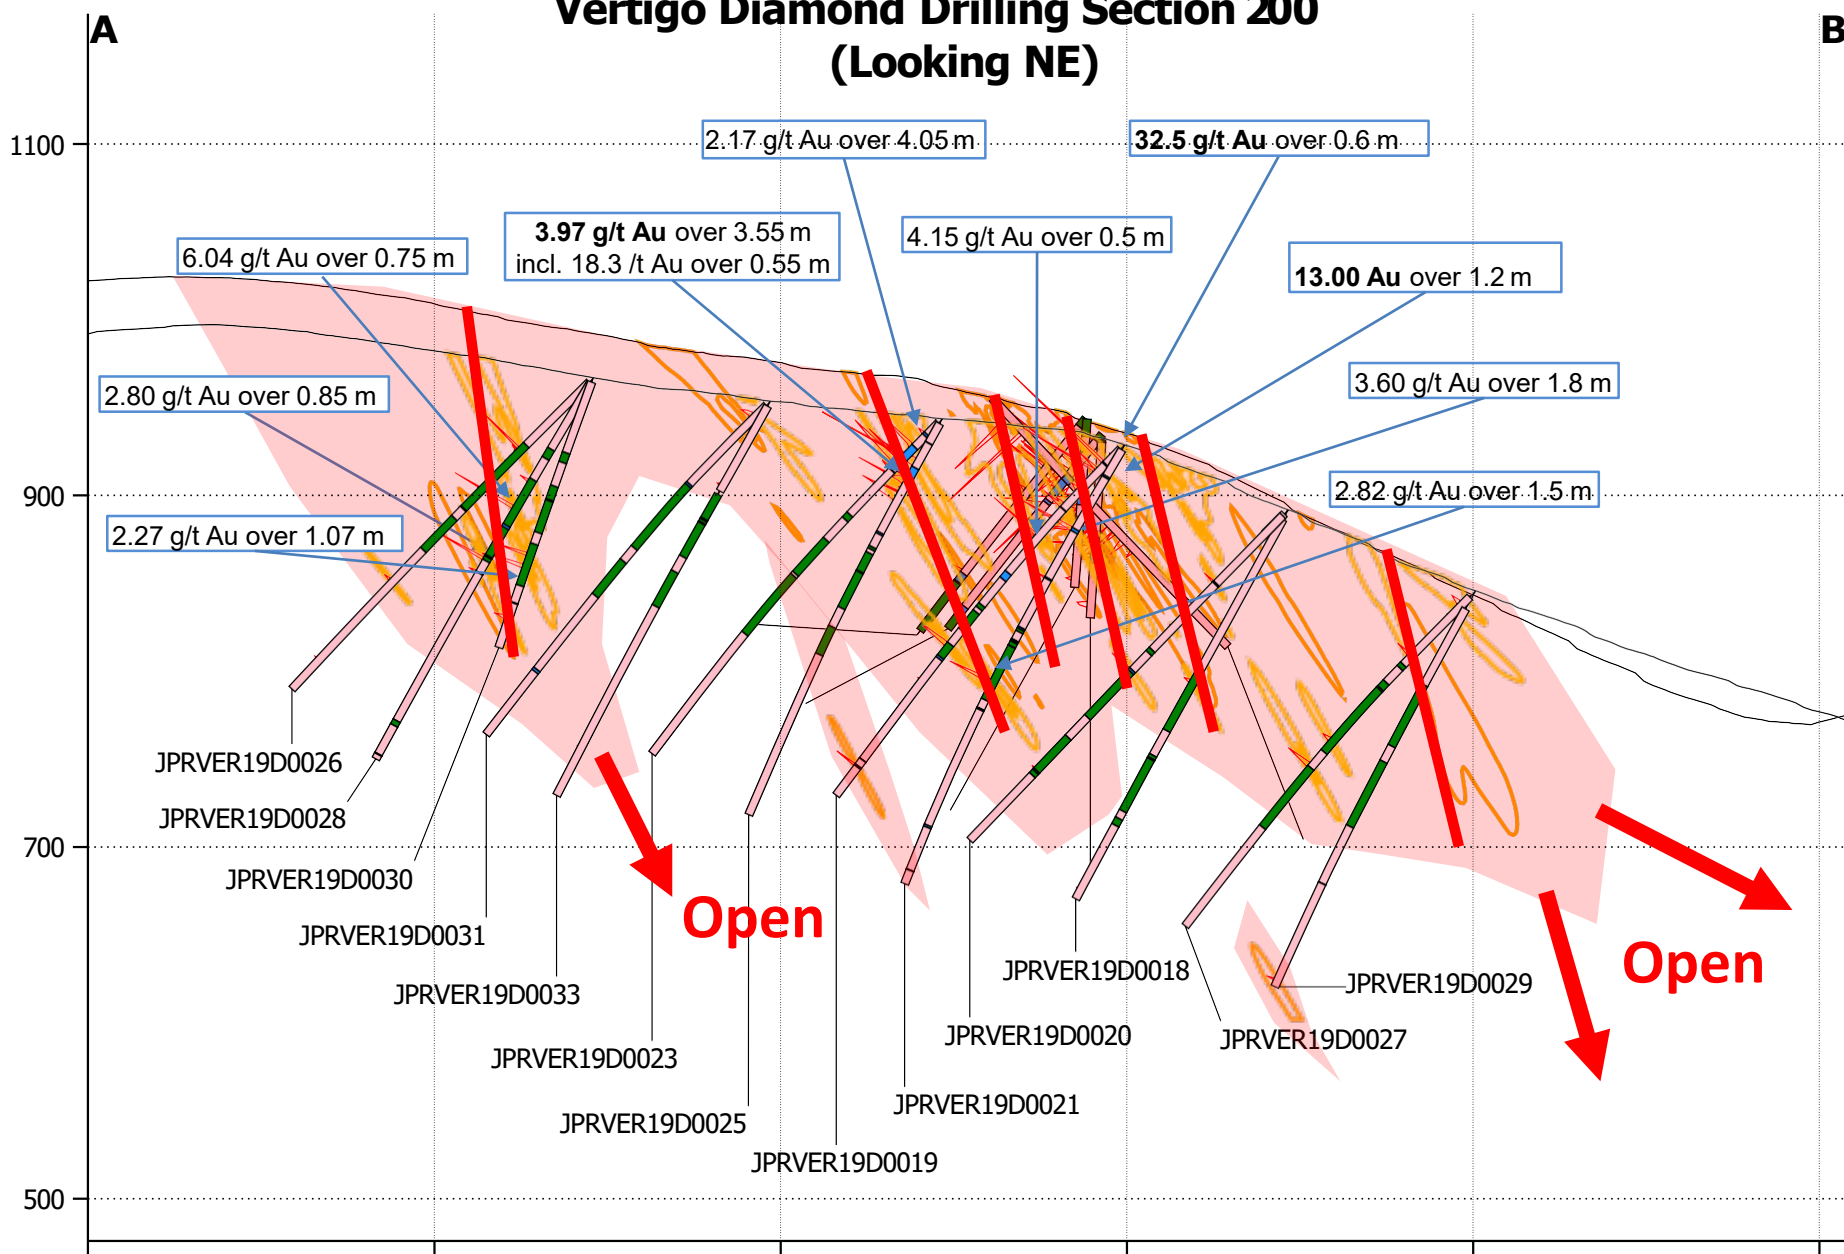 Vertigo Diamond Drilling Section 200
(Looking NE)
A
B
1100
2.17 g/t Au over 4.05 m
32.5 g/t Au over 0.6 m
3.97 g/t Au over 3.55 m
incl. 18.3 /t Au over 0.55 m
4.15 g/t Au over 0.5 m
6.04 g/t Au over 0.75 m
13.00 Au over 1.2 m
2.80 g/t Au over 0.85 m
3.60 g/t Au over 1.8 m
900
2.82 g/t Au over 1.5 m
2.27 g/t Au over 1.07 m
JPRVER19D0026
JPRVER19D0028
700
JPRVER19D0030
Open
JPRVER19D0031
Open
JPRVER19D0018
JPRVER19D0029
JPRVER19D0033
JPRVER19D0020
JPRVER19D0027
JPRVER19D0023
JPRVER19D0021
JPRVER19D0025
JPRVER19D0019
500